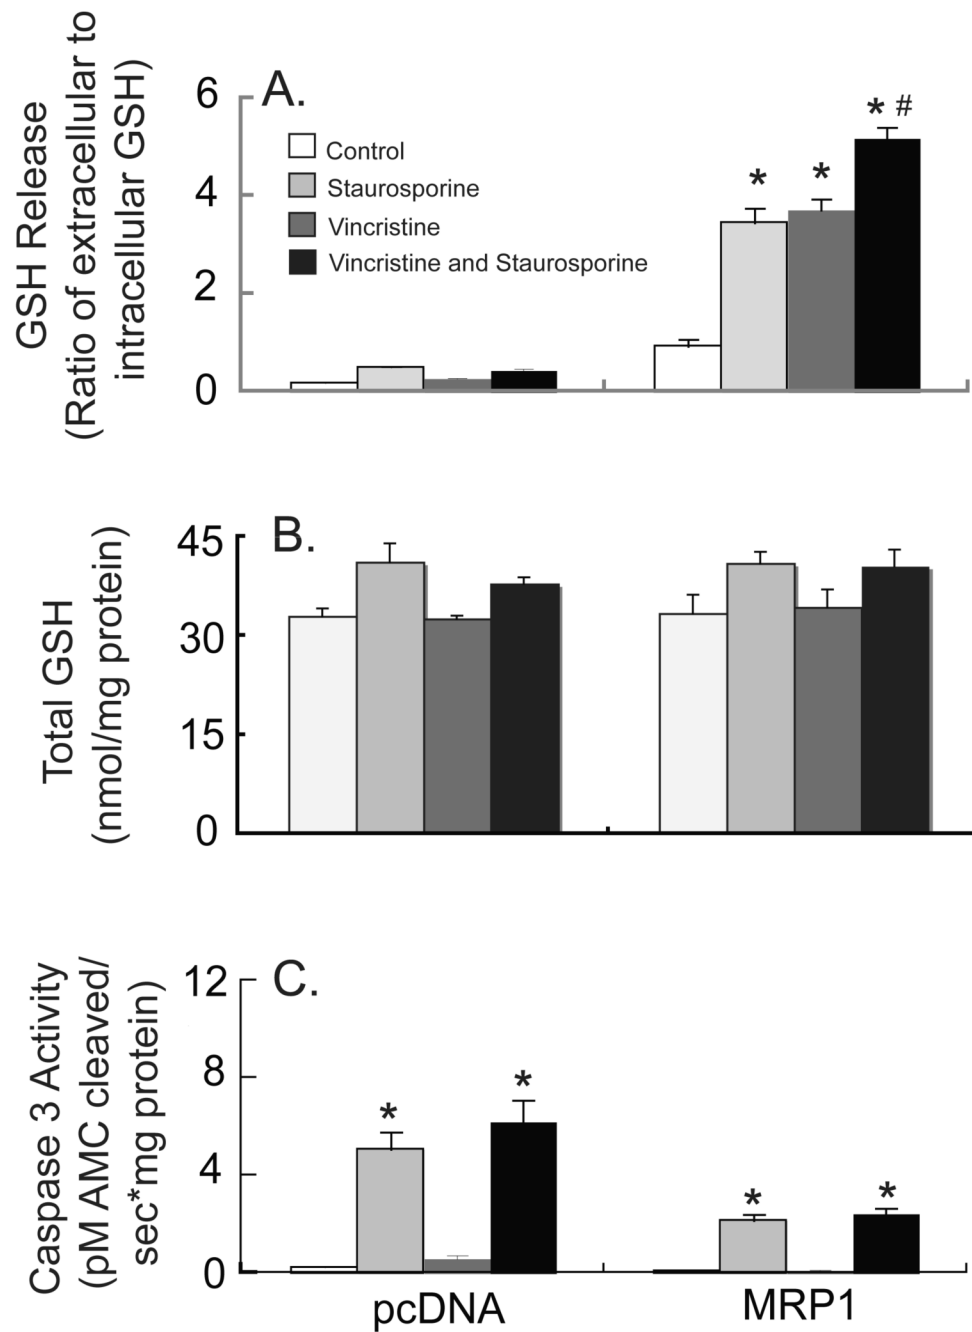 GSH Release
(Ratio of extracellular to
intracellular GSH)
A.
6
4
2
0
Control
Staurosporine
Vincristine
Vincristine and Staurosporine
*
*
* #
Total GSH
(nmol/mg protein)
B.
45
30
15
0
Caspase 3 Activity
(pM AMC cleaved/
sec*mg protein)
C.
12
8
4
0
*
*
*
*
pcDNA
MRP1